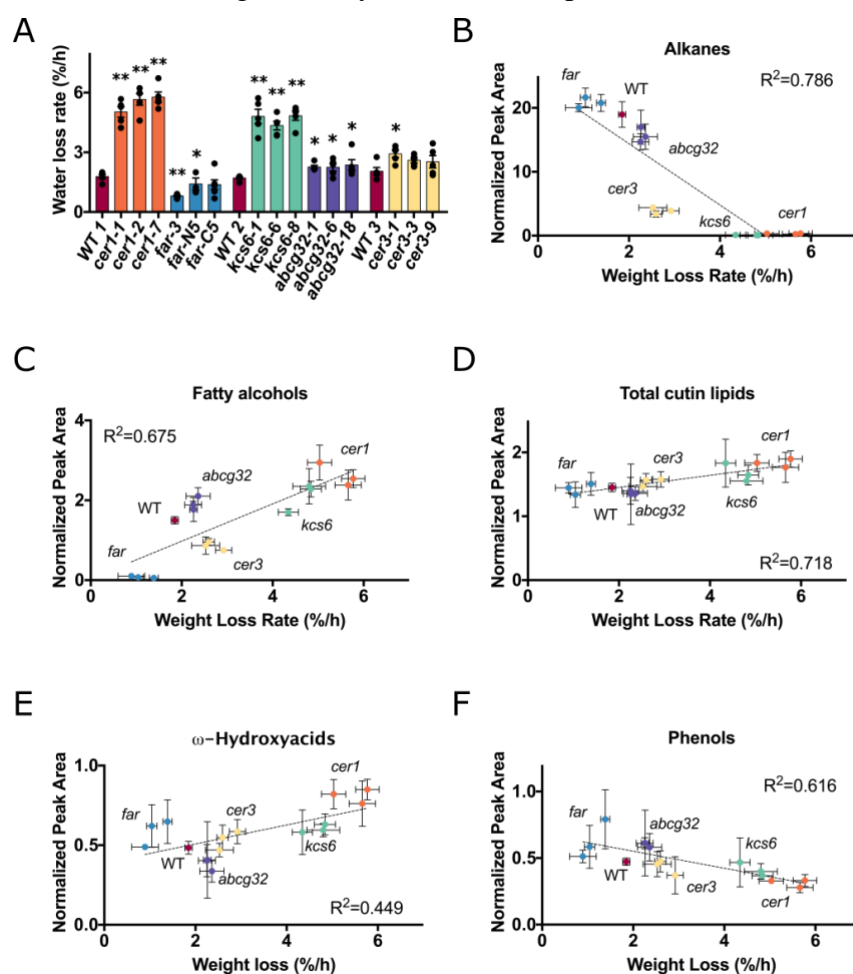 A
Water loss rate (%/h)
9
6
3
0
** ** ** ** * ** ** ** * * * *
WT 1 cer1-1 cer1-2 cer1-7 far-3 far-N5 far-C5 WT 2 kcs6-1 kcs6-6 kcs6-8 abcg32-1 abcg32-6 abcg32-18 WT 3 cer3-1 cer3-3 cer3-9
B
Alkanes
R²=0.786
Normalized Peak Area
20
10
0
far
WT
abcg32
cer3
kcs6
cer1
0 2 4 6
Weight Loss Rate (%/h)
C
Fatty alcohols
R²=0.675
Normalized Peak Area
4
2
0
cer1
abcg32
WT
kcs6
far
cer3
0 2 4 6
Weight Loss Rate (%/h)
D
Total cutin lipids
Normalized Peak Area
2
1
0
far
cer3
cer1
WT
abcg32
kcs6
R²=0.718
0 2 4 6
Weight Loss Rate (%/h)
E
ω-Hydroxyacids
Normalized Peak Area
1.0
0.5
0.0
cer1
far
cer3
WT
kcs6
abcg32
R²=0.449
0 2 4 6
Weight loss (%/h)
F
Phenols
R²=0.616
Normalized Peak Area
1.0
0.5
0.0
far
abcg32
WT
kcs6
cer3
cer1
0 2 4 6
Weight Loss (%/h)